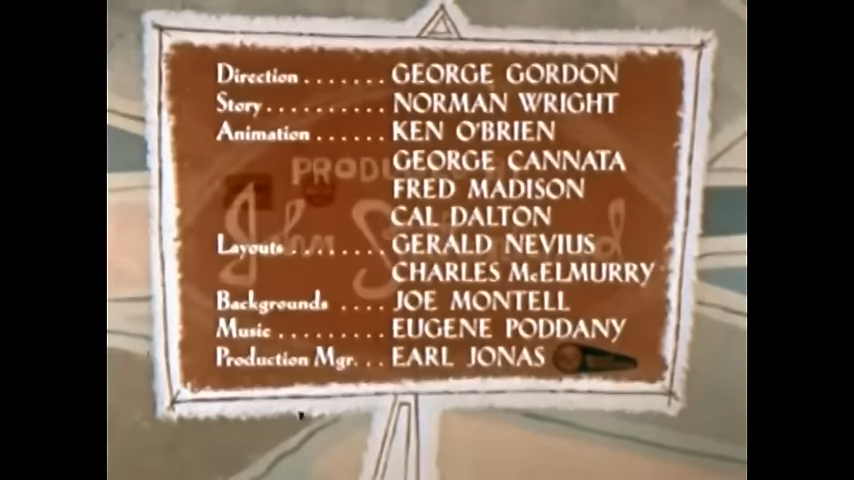 Direction ....... GEORGE GORDON
Story .......... NORMAN WRIGHT
Animation ...... KEN O'BRIEN
GEORGE CANNATA
FRED MADISON
CAL DALTON
Layouts ......... GERALD NEVIUS
CHARLES McELMURRY
Backgrounds .... JOE MONTELL
Music ......... EUGENE PODDANY
Production Mgr. .. EARL JONAS
John